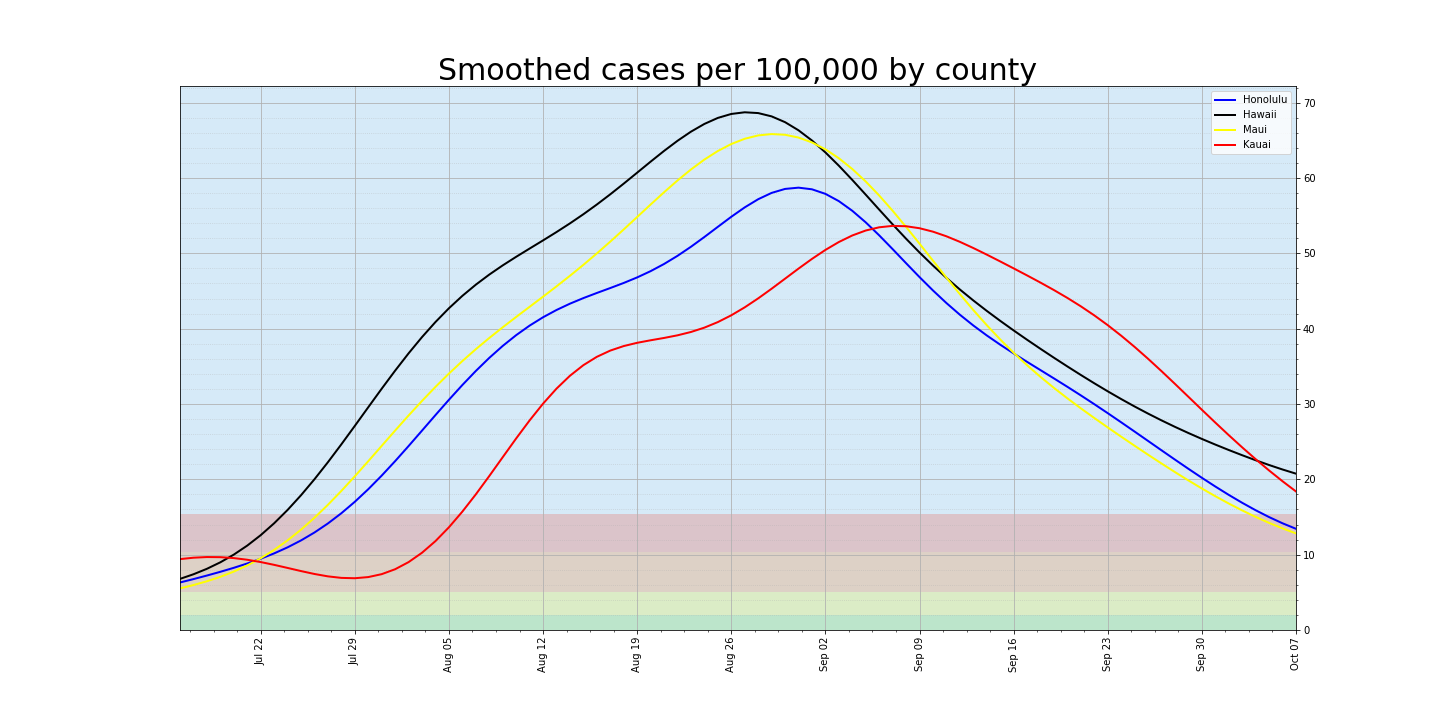 Smoothed cases per 100,000 by county
Honolulu
Hawaii
Maui
Kauai
70
60
50
40
30
20
10
0
Jul 22
Jul 29
Aug 05
Aug 12
Aug 19
Aug 26
Sep 02
Sep 09
Sep 16
Sep 23
Sep 30
Oct 07